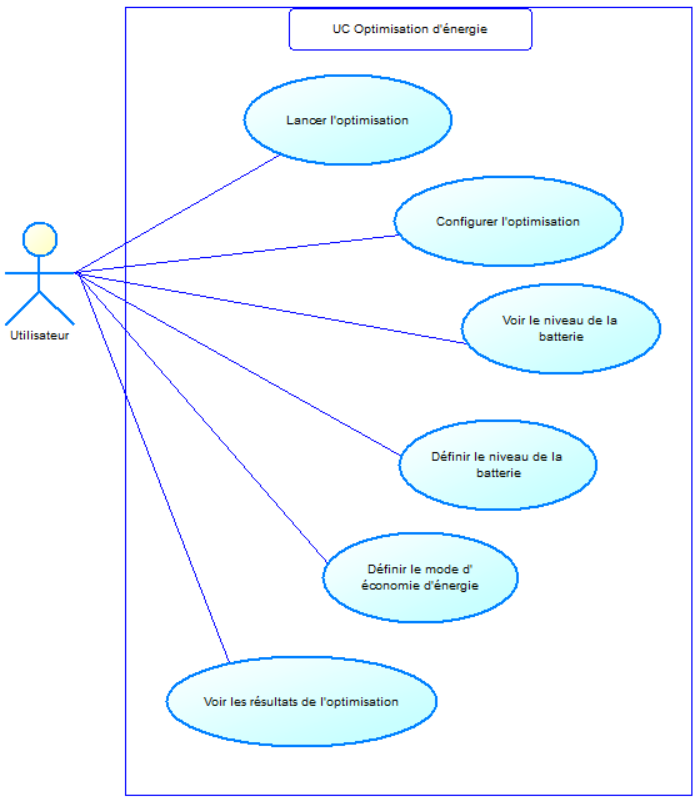 UC Optimisation d'énergie
Lancer l'optimisation
Configurer l'optimisation
Voir le niveau de la
batterie
Utilisateur
Définir le niveau de la
batterie
Définir le mode d'
économie d'énergie
Voir les résultats de l'optimisation